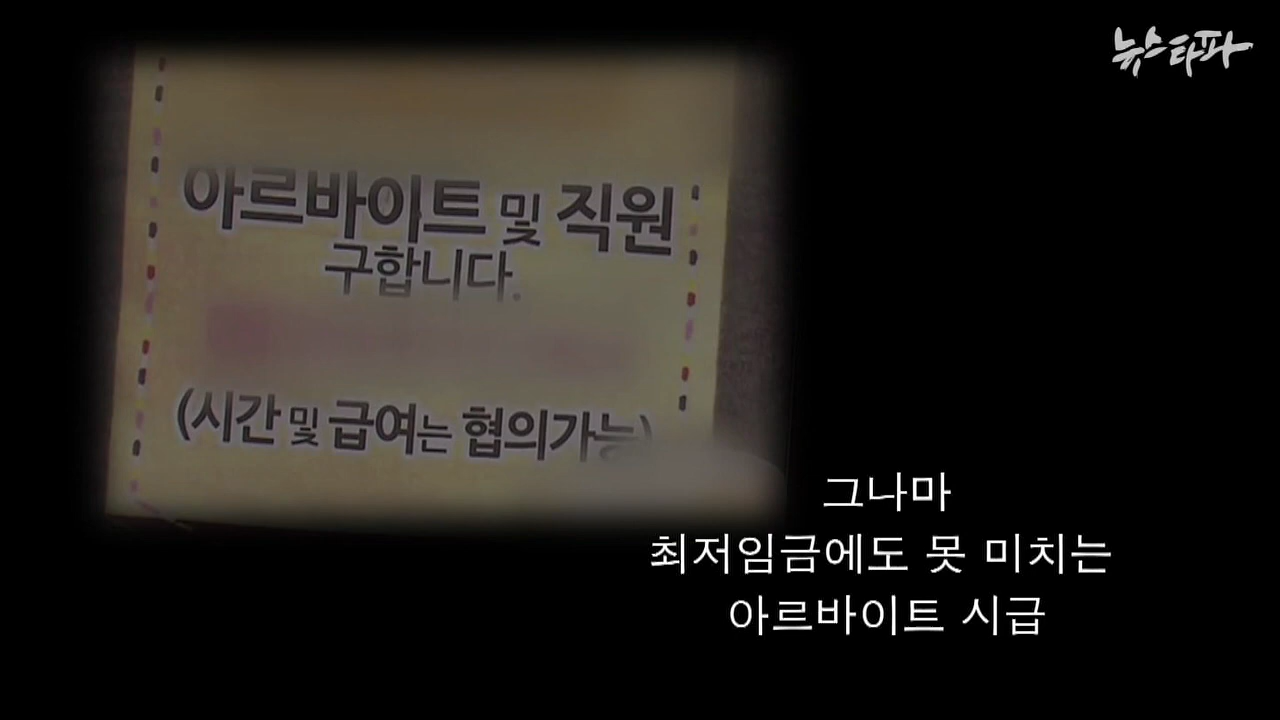 뉴스타파
아르바이트 및 직원
구합니다.
(시간 및 급여는 협의가능)
그나마
최저임금에도 못 미치는
아르바이트 시급